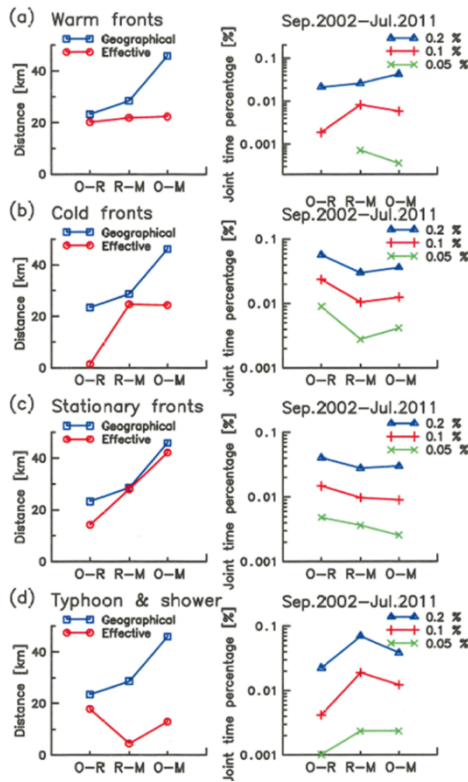 (a) Warm fronts
Geographical
Effective
Distance [km]
40
20
0
O–R R–M O–M
Sep.2002–Jul.2011
0.2 %
0.1 %
0.05 %
Joint time percentage [%]
0.1
0.01
0.001
O–R R–M O–M
(b) Cold fronts
Geographical
Effective
Distance [km]
40
20
0
O–R R–M O–M
Sep.2002–Jul.2011
0.2 %
0.1 %
0.05 %
Joint time percentage [%]
0.1
0.01
0.001
O–R R–M O–M
(c) Stationary fronts
Geographical
Effective
Distance [km]
40
20
0
O–R R–M O–M
Sep.2002–Jul.2011
0.2 %
0.1 %
0.05 %
Joint time percentage [%]
0.1
0.01
0.001
O–R R–M O–M
(d) Typhoon & shower
Geographical
Effective
Distance [km]
40
20
0
O–R R–M O–M
Sep.2002–Jul.2011
0.2 %
0.1 %
0.05 %
Joint time percentage [%]
0.1
0.01
0.001
O–R R–M O–M